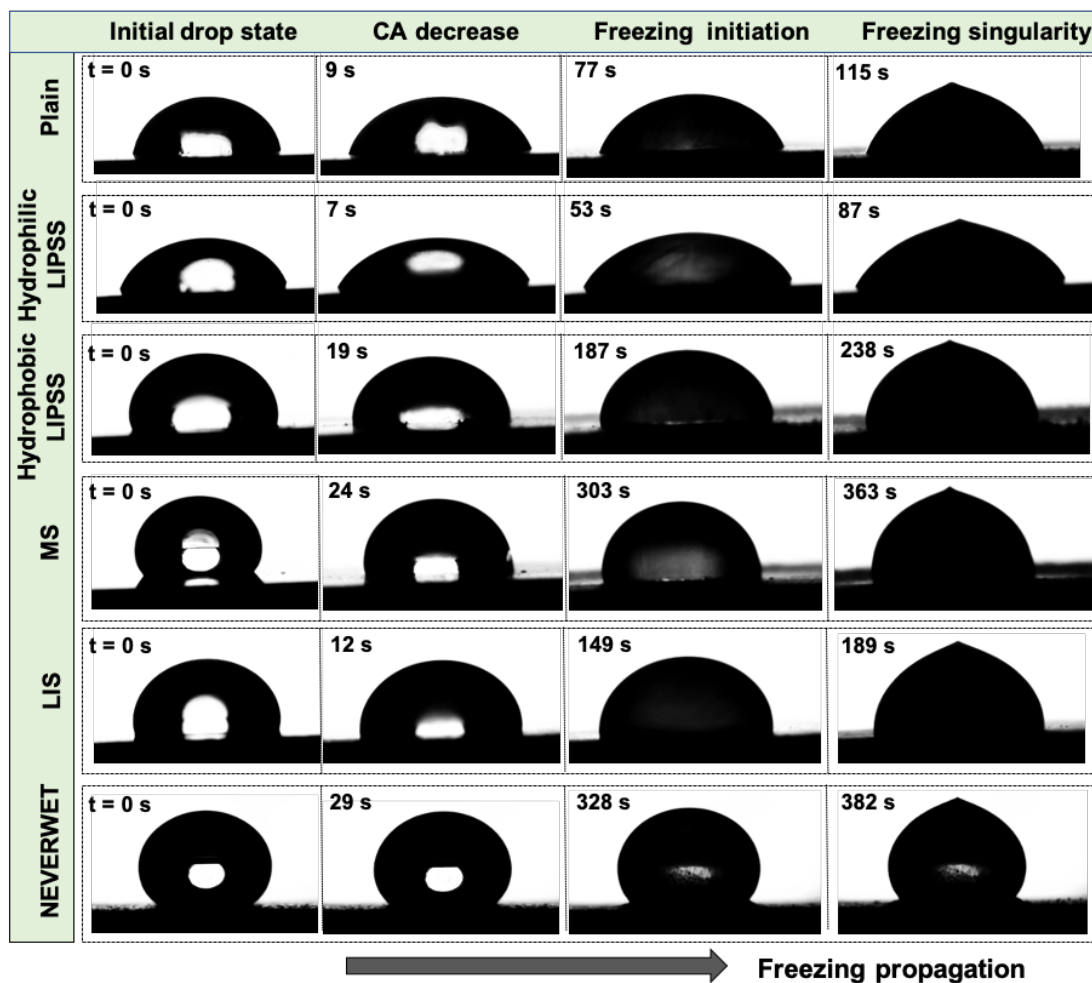 Initial drop state CA decrease Freezing initiation Freezing singularity
Plain
t = 0 s 9 s 77 s 115 s
Hydrophilic
LIPSS
t = 0 s 7 s 53 s 87 s
Hydrophobic
LIPSS
t = 0 s 19 s 187 s 238 s
MS
t = 0 s 24 s 303 s 363 s
LIS
t = 0 s 12 s 149 s 189 s
NEVERWET
t = 0 s 29 s 328 s 382 s
Freezing propagation